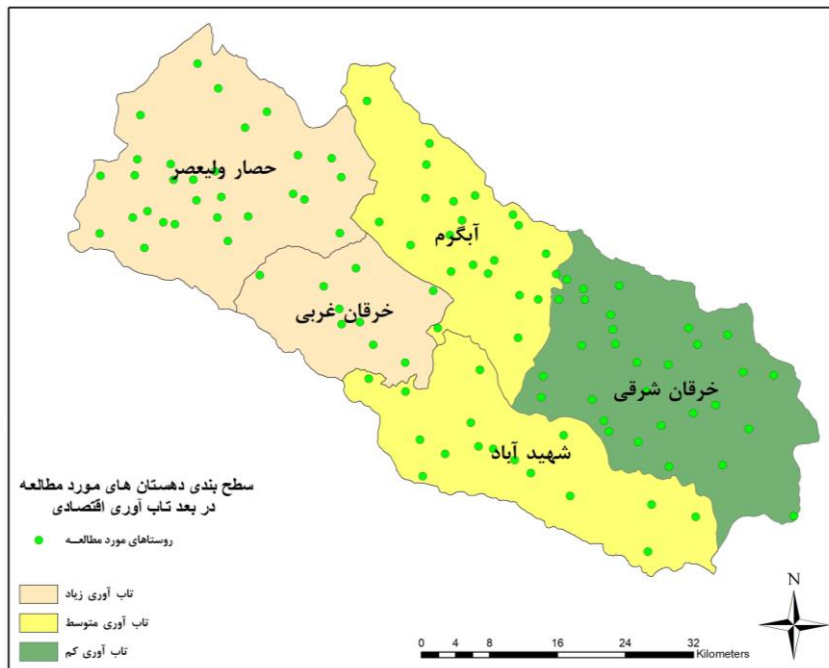 حصار ولیعصر
آبگرم
خرقان غربی
خرقان شرقی
شهید آباد
سطح بندی دهستان های مورد مطالعه
در بعد تاب آوری اقتصادی
روستاهای مورد مطالعــه
تاب آوری زیاد
تاب آوری متوسط
تاب آوری کم
N
0 4 8 16 24 32
Kilometers